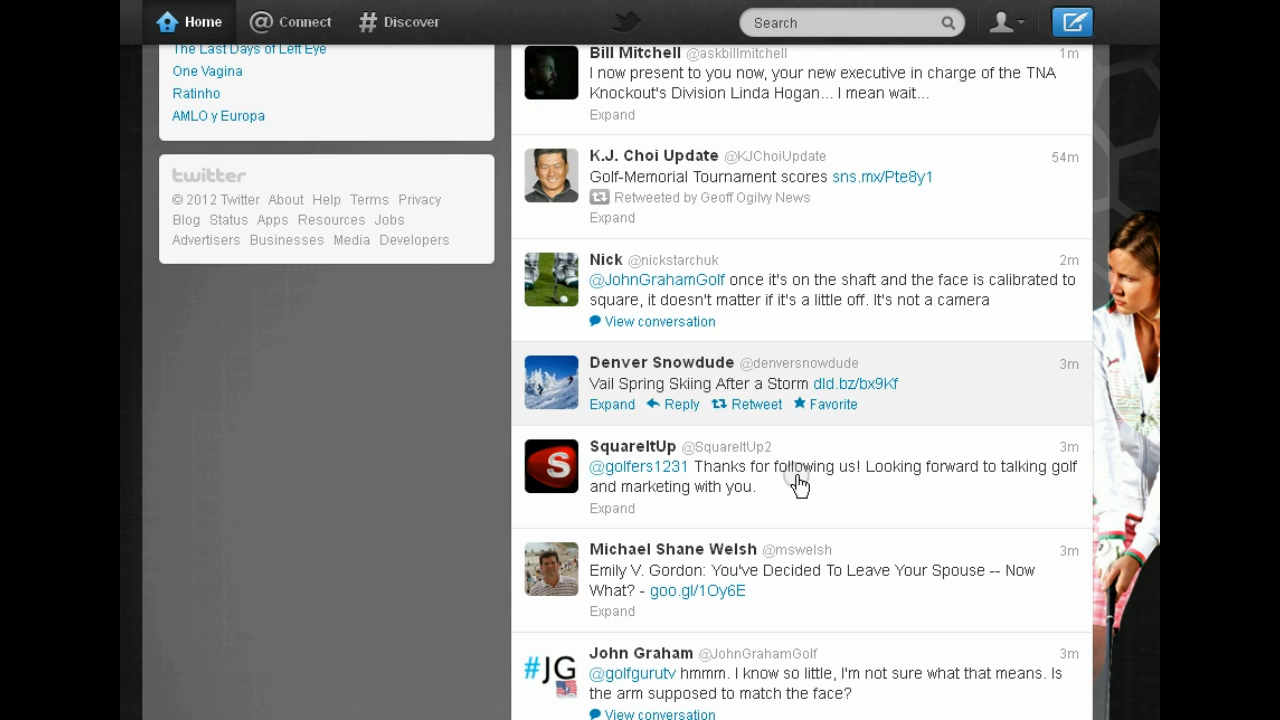 Home Connect Discover Search
The Last Days of Left Eye
One Vagina
Ratinho
AMLO y Europa
twitter
© 2012 Twitter About Help Terms Privacy
Blog Status Apps Resources Jobs
Advertisers Businesses Media Developers
Bill Mitchell @askbillmitchell 1m
I now present to you now, your new executive in charge of the TNA
Knockout's Division Linda Hogan... I mean wait...
Expand
K.J. Choi Update @KJChoiUpdate 54m
Golf-Memorial Tournament scores sns.mx/Pte8y1
Retweeted by Geoff Ogilvy News
Expand
Nick @nickstarchuk 2m
@JohnGrahamGolf once it's on the shaft and the face is calibrated to
square, it doesn't matter if it's a little off. It's not a camera
View conversation
Denver Snowdude @denversnowdude 3m
Vail Spring Skiing After a Storm dld.bz/bx9Kf
Expand Reply Retweet Favorite
SquareItUp @SquareItUp2 3m
@golfers1231 Thanks for following us! Looking forward to talking golf
and marketing with you.
Expand
Michael Shane Welsh @mswelsh 3m
Emily V. Gordon: You've Decided To Leave Your Spouse -- Now
What? - goo.gl/1Oy6E
Expand
#JG
John Graham @JohnGrahamGolf 3m
@golfgurutv hmmm. I know so little, I'm not sure what that means. Is
the arm supposed to match the face?
View conversation